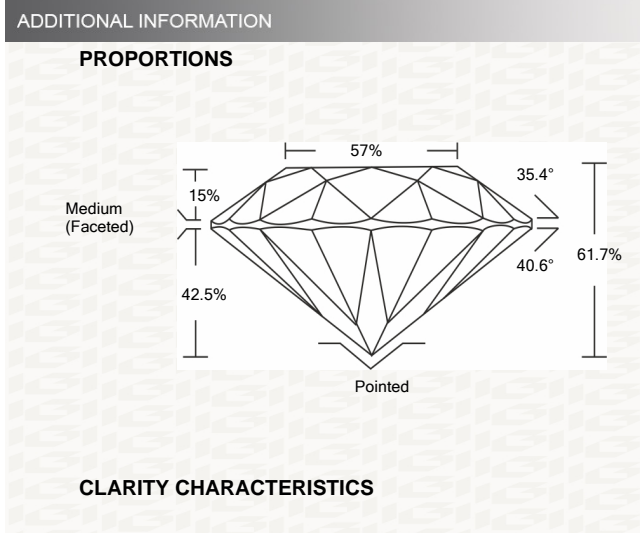 ADDITIONAL INFORMATION
PROPORTIONS
57%
35.4°
15%
Medium
(Faceted)
61.7%
40.6°
42.5%
Pointed
CLARITY CHARACTERISTICS